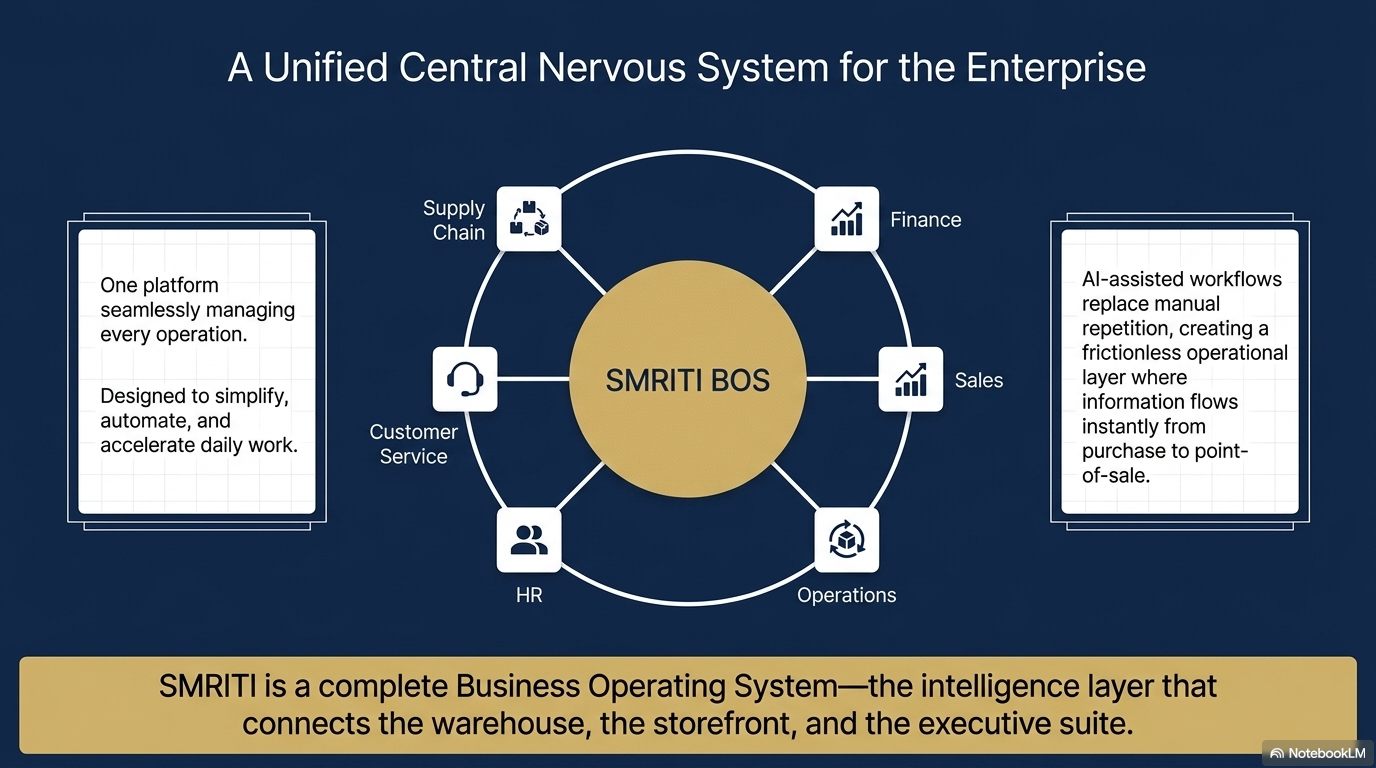 A Unified Central Nervous System for the Enterprise
One platform
seamlessly managing
every operation.
Designed to simplify,
automate, and
accelerate daily work.
Supply
Chain
Finance
Customer
Service
SMRITI BOS
Sales
HR
Operations
AI-assisted workflows
replace manual
repetition, creating a
frictionless operational
layer where
information flows
instantly from
purchase to point-
of-sale.
SMRITI is a complete Business Operating System—the intelligence layer that
connects the warehouse, the storefront, and the executive suite.
NotebookLM